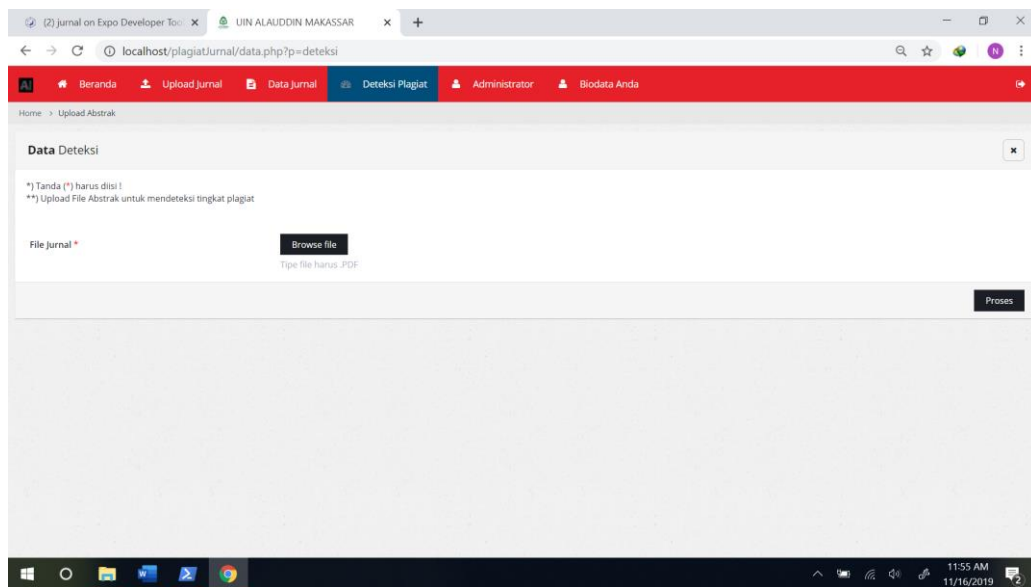 (2) jurnal on Expo Developer Tool
UIN ALAUDDIN MAKASSAR
localhost/plagiatJurnal/data.php?p=deteksi
N
AI
Beranda
Upload Jurnal
Data Jurnal
Deteksi Plagiat
Administrator
Biodata Anda
Home > Upload Abstrak
Data Deteksi
*) Tanda (*) harus diisi !
**) Upload File Abstrak untuk mendeteksi tingkat plagiat
File Jurnal *
Browse file
Tipe file harus .PDF
Proses
11:55 AM
11/16/2019